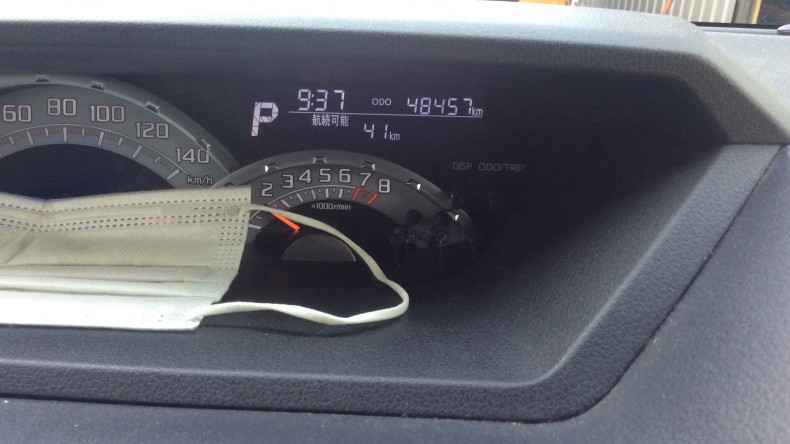 9:37 ODO 48457km
P
航続可能
41km
DISP ODO/TRIP
60 80 100 120 140
km/h
2 3 4 5 6 7 8
×1000r/min